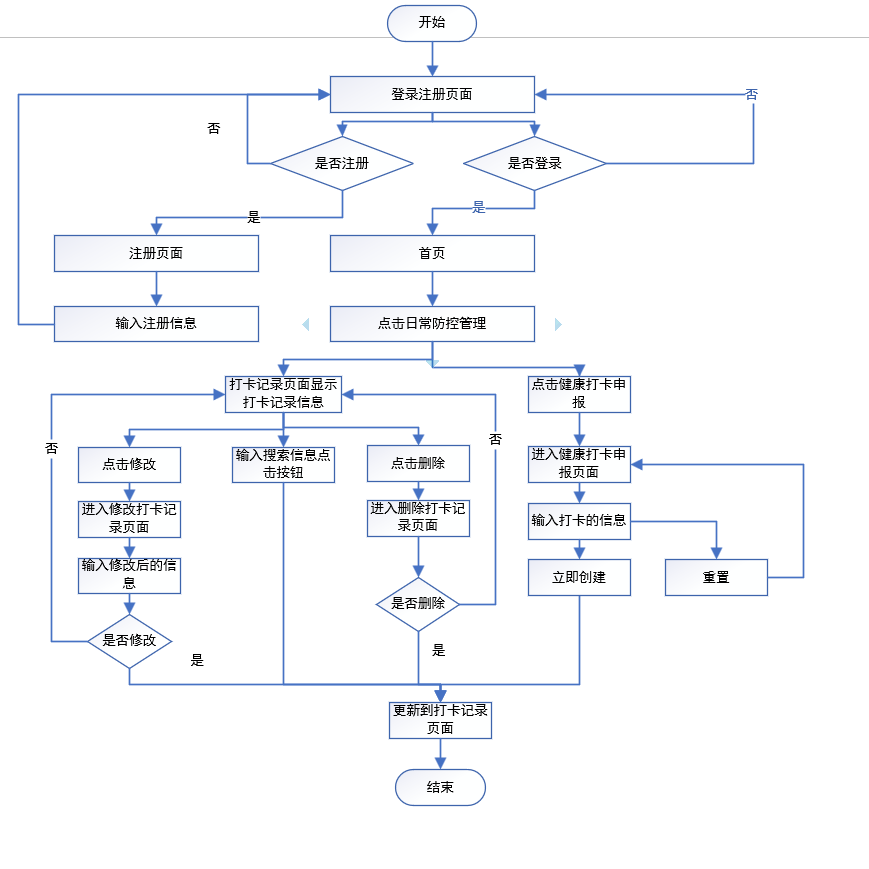 开始
登录注册页面
否
否
是否注册
是否登录
是
是
注册页面
首页
输入注册信息
点击日常防控管理
打卡记录页面显示
打卡记录信息
点击健康打卡申
报
否
否
点击修改
输入搜索信息点
击按钮
点击删除
进入健康打卡申
报页面
进入修改打卡记
录页面
进入删除打卡记
录页面
输入打卡的信息
输入修改后的信
息
立即创建
重置
是否删除
是否修改
是
是
更新到打卡记录
页面
结束